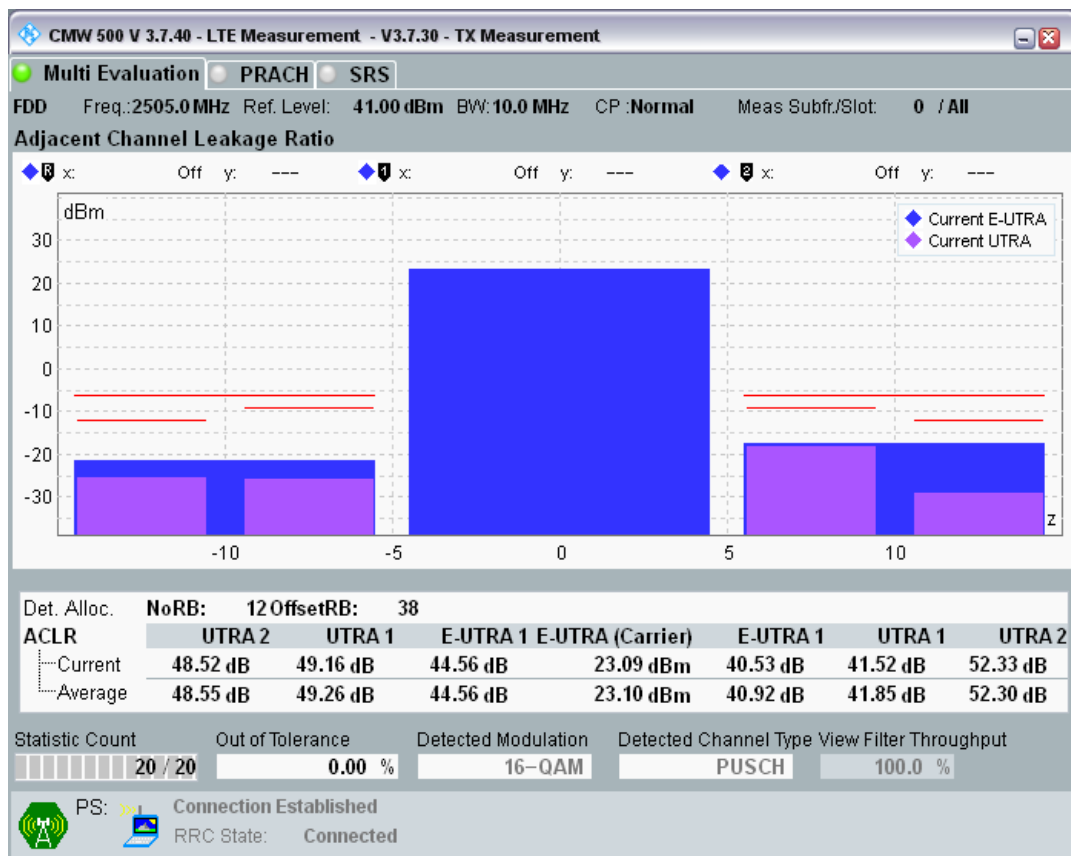 CMW 500 V 3.7.40 - LTE Measurement - V3.7.30 - TX Measurement
Multi Evaluation PRACH SRS
FDD Freg.:2505.0 MHz Ref. Level: 41.00 dBm BW:10.0 MHz CP :Normal Meas Subfr./Slot: 0 / All
Adjacent Channel Leakage Ratio
R x: Off y: --- 1 x: Off y: --- 2 x: Off y: ---
dBm
Current E-UTRA
Current UTRA
30
20
10
0
-10
-20
-30
z
-10 -5 0 5 10
Det. Alloc. NoRB: 12 OffsetRB: 38
ACLR UTRA 2 UTRA 1 E-UTRA 1 E-UTRA (Carrier) E-UTRA 1 UTRA 1 UTRA 2
Current 48.52 dB 49.16 dB 44.56 dB 23.09 dBm 40.53 dB 41.52 dB 52.33 dB
Average 48.55 dB 49.26 dB 44.56 dB 23.10 dBm 40.92 dB 41.85 dB 52.30 dB
Statistic Count Out of Tolerance Detected Modulation Detected Channel Type View Filter Throughput
20 / 20 0.00 % 16-QAM PUSCH 100.0 %
PS: Connection Established
RRC State: Connected